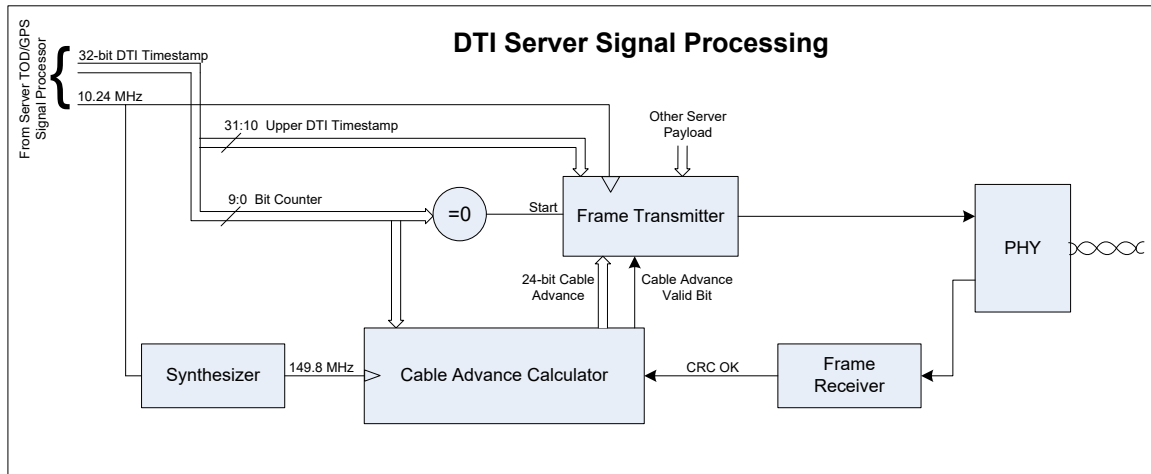 DTI Server Signal Processing
From Server TOD/GPS
Signal Processor
32-bit DTI Timestamp
10.24 MHz
31:10 Upper DTI Timestamp
Other Server
Payload
9:0 Bit Counter
=0
Start
Frame Transmitter
PHY
24-bit Cable
Advance
Cable Advance
Valid Bit
Synthesizer
149.8 MHz
Cable Advance Calculator
CRC OK
Frame
Receiver